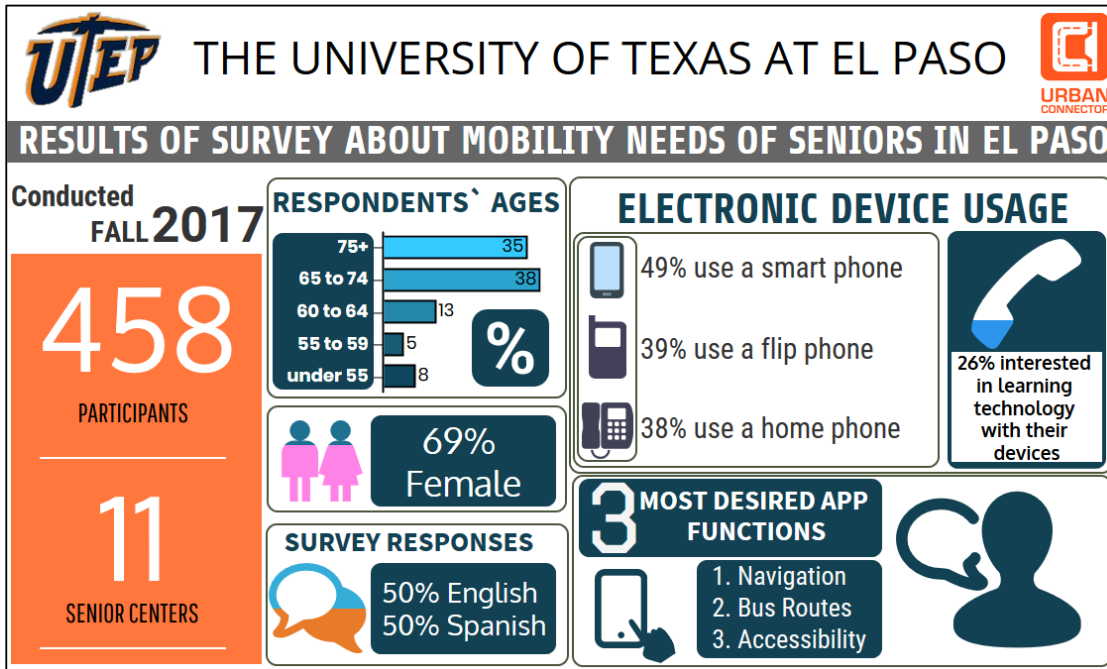 UTEP
THE UNIVERSITY OF TEXAS AT EL PASO
URBAN
CONNECTOR
RESULTS OF SURVEY ABOUT MOBILITY NEEDS OF SENIORS IN EL PASO
Conducted
FALL 2017
458
PARTICIPANTS
11
SENIOR CENTERS
RESPONDENTS` AGES
75+ 35
65 to 74 38
60 to 64 13
55 to 59 5
under 55 8
%
69%
Female
SURVEY RESPONSES
50% English
50% Spanish
ELECTRONIC DEVICE USAGE
49% use a smart phone
39% use a flip phone
38% use a home phone
26% interested
in learning
technology
with their
devices
3 MOST DESIRED APP
FUNCTIONS
1. Navigation
2. Bus Routes
3. Accessibility